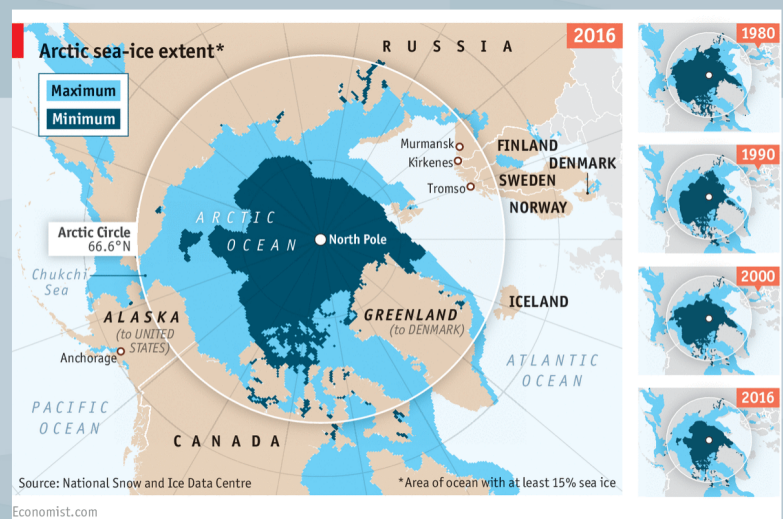 Arctic sea-ice extent*
Maximum
Minimum
2016
R U S S I A
Murmansk
Kirkenes
Tromso
FINLAND
DENMARK
SWEDEN
NORWAY
ARCTIC
OCEAN
North Pole
Arctic Circle
66.6°N
Chukchi
Sea
ALASKA
(to UNITED
STATES)
Anchorage
GREENLAND
(to DENMARK)
ICELAND
ATLANTIC
OCEAN
PACIFIC
OCEAN
C A N A D A
Source: National Snow and Ice Data Centre
*Area of ocean with at least 15% sea ice
1980
1990
2000
2016
Economist.com